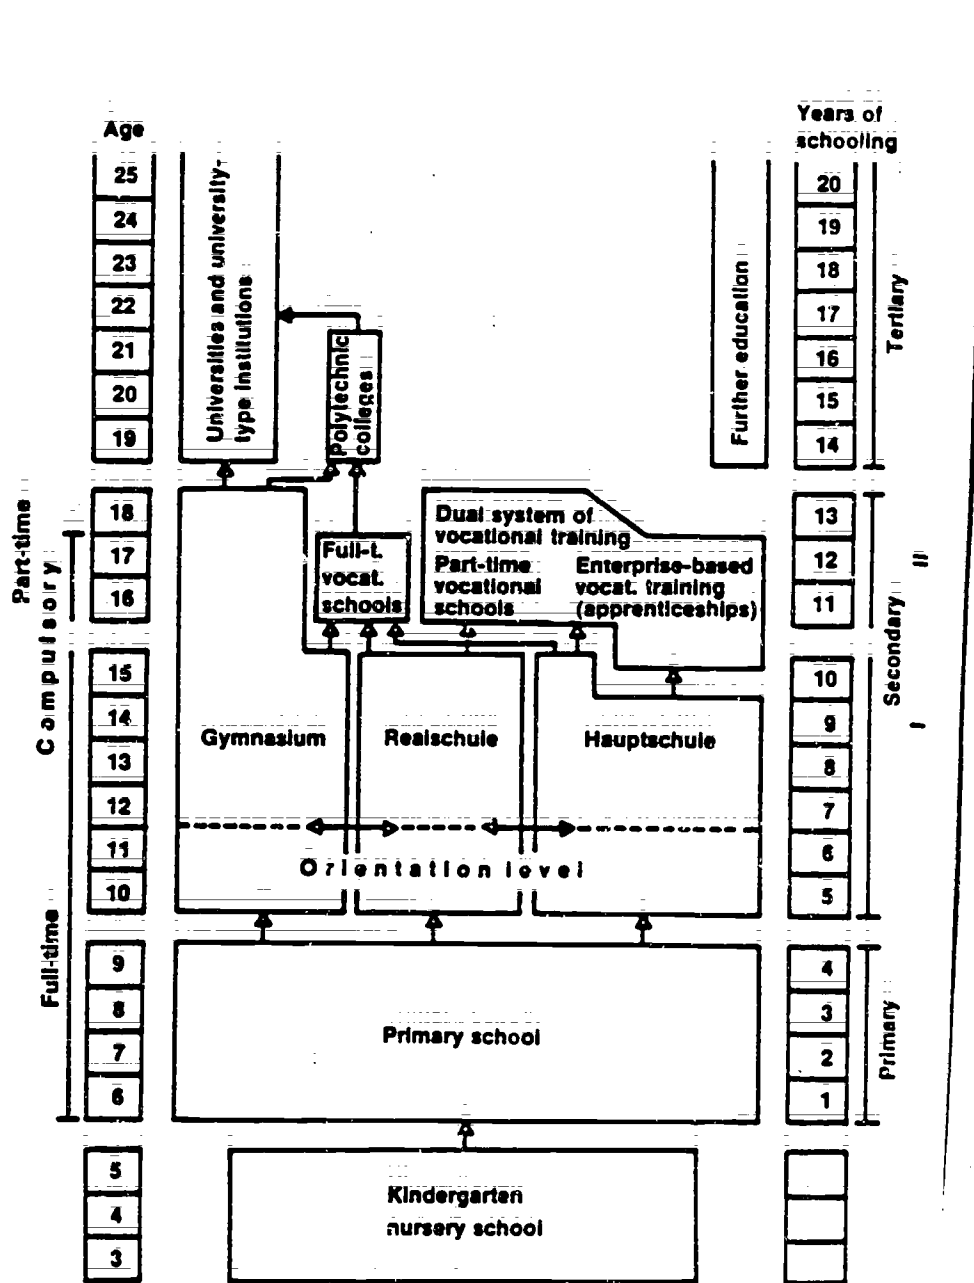 Age
Years of
schooling
25
24
23
22
21
20
19
18
17
16
15
14
13
12
11
10
9
8
7
6
5
4
3
Part-time
Compulsory
Full-time
Universities and university-
type institutions
Polytechnic
colleges
Further education
Full-t.
vocat.
schools
Dual system of
vocational training
Part-time
vocational
schools
Enterprise-based
vocat. training
(apprenticeships)
Gymnasium
Realschule
Hauptschule
Orientation level
Primary school
Kindergarten
nursery school
20
19
18
17
16
15
14
13
12
11
10
9
8
7
6
5
4
3
2
1
Tertiary
Secondary
II
I
Primary